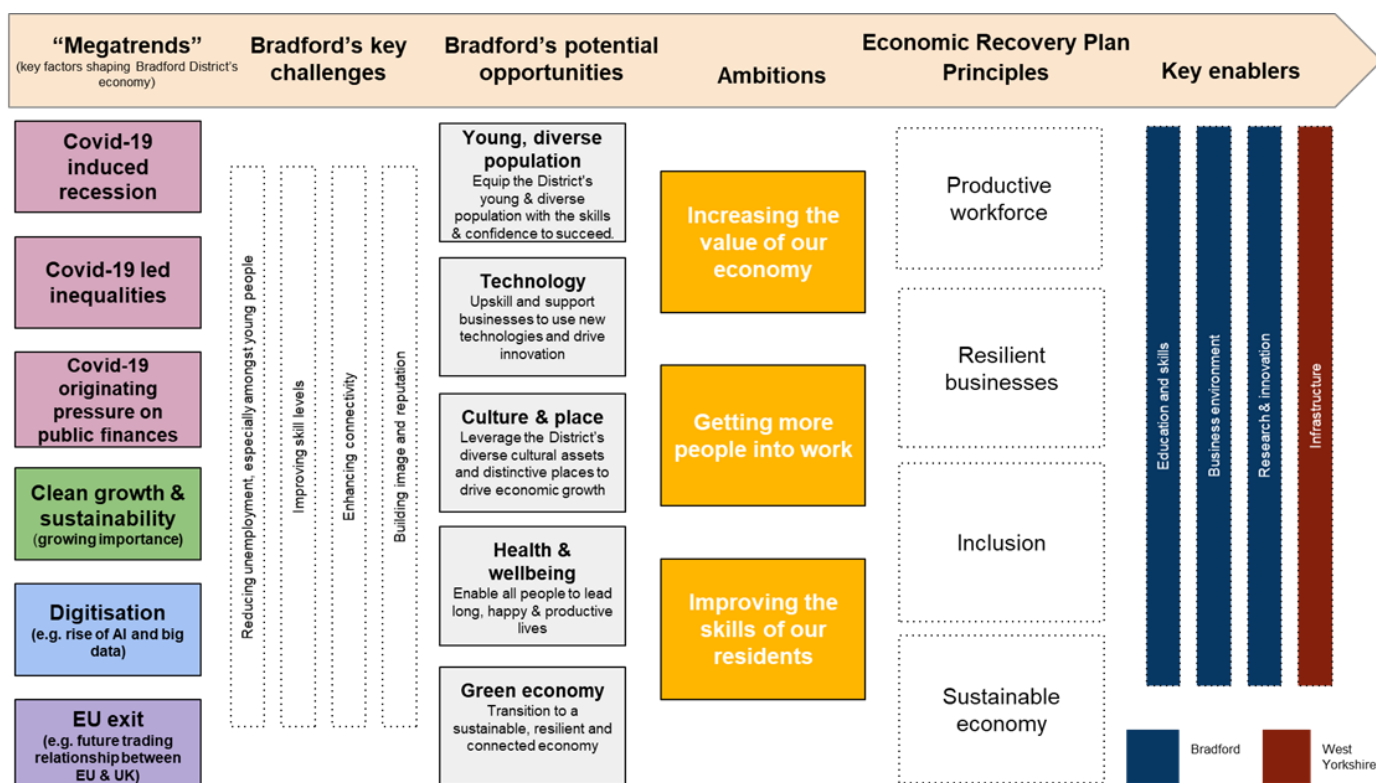 “Megatrends”
(key factors shaping Bradford District’s
economy)
Bradford’s key
challenges
Bradford’s potential
opportunities
Ambitions
Economic Recovery Plan
Principles
Key enablers
Covid-19
induced
recession
Covid-19 led
inequalities
Covid-19
originating
pressure on
public finances
Clean growth &
sustainability
(growing importance)
Digitisation
(e.g. rise of AI and big
data)
EU exit
(e.g. future trading
relationship between
EU & UK)
Reducing unemployment, especially amongst young people
Improving skill levels
Enhancing connectivity
Building image and reputation
Young, diverse
population
Equip the District’s
young & diverse
population with the skills
& confidence to succeed.
Technology
Upskill and support
businesses to use new
technologies and drive
innovation
Culture & place
Leverage the District’s
diverse cultural assets
and distinctive places to
drive economic growth
Health &
wellbeing
Enable all people to lead
long, happy & productive
lives
Green economy
Transition to a
sustainable, resilient and
connected economy
Increasing the
value of our
economy
Getting more
people into work
Improving the
skills of our
residents
Productive
workforce
Resilient
businesses
Inclusion
Sustainable
economy
Education and skills
Business environment
Research & innovation
Infrastructure
Bradford
West
Yorkshire